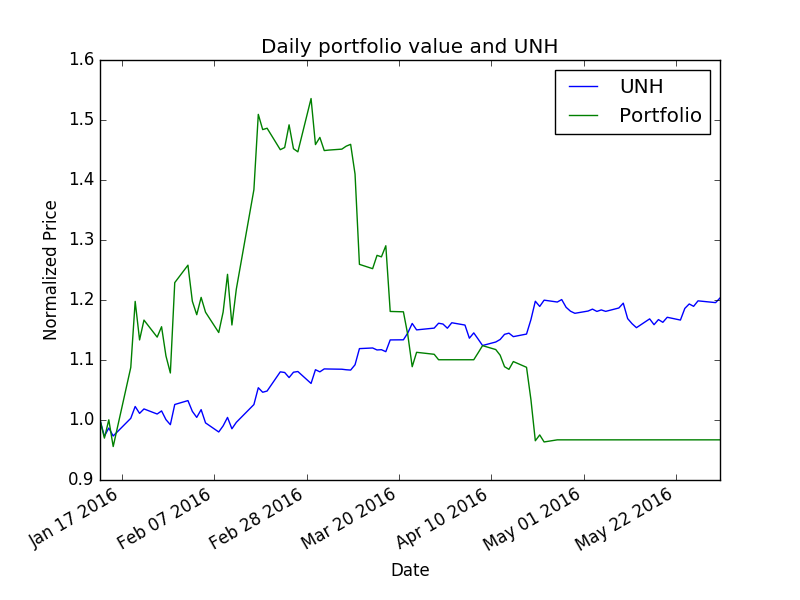 Daily portfolio value and UNH
1.6
1.5
1.4
1.3
1.2
1.1
1.0
0.9
Normalized Price
UNH
Portfolio
Jan 17 2016
Feb 07 2016
Feb 28 2016
Mar 20 2016
Apr 10 2016
May 01 2016
May 22 2016
Date